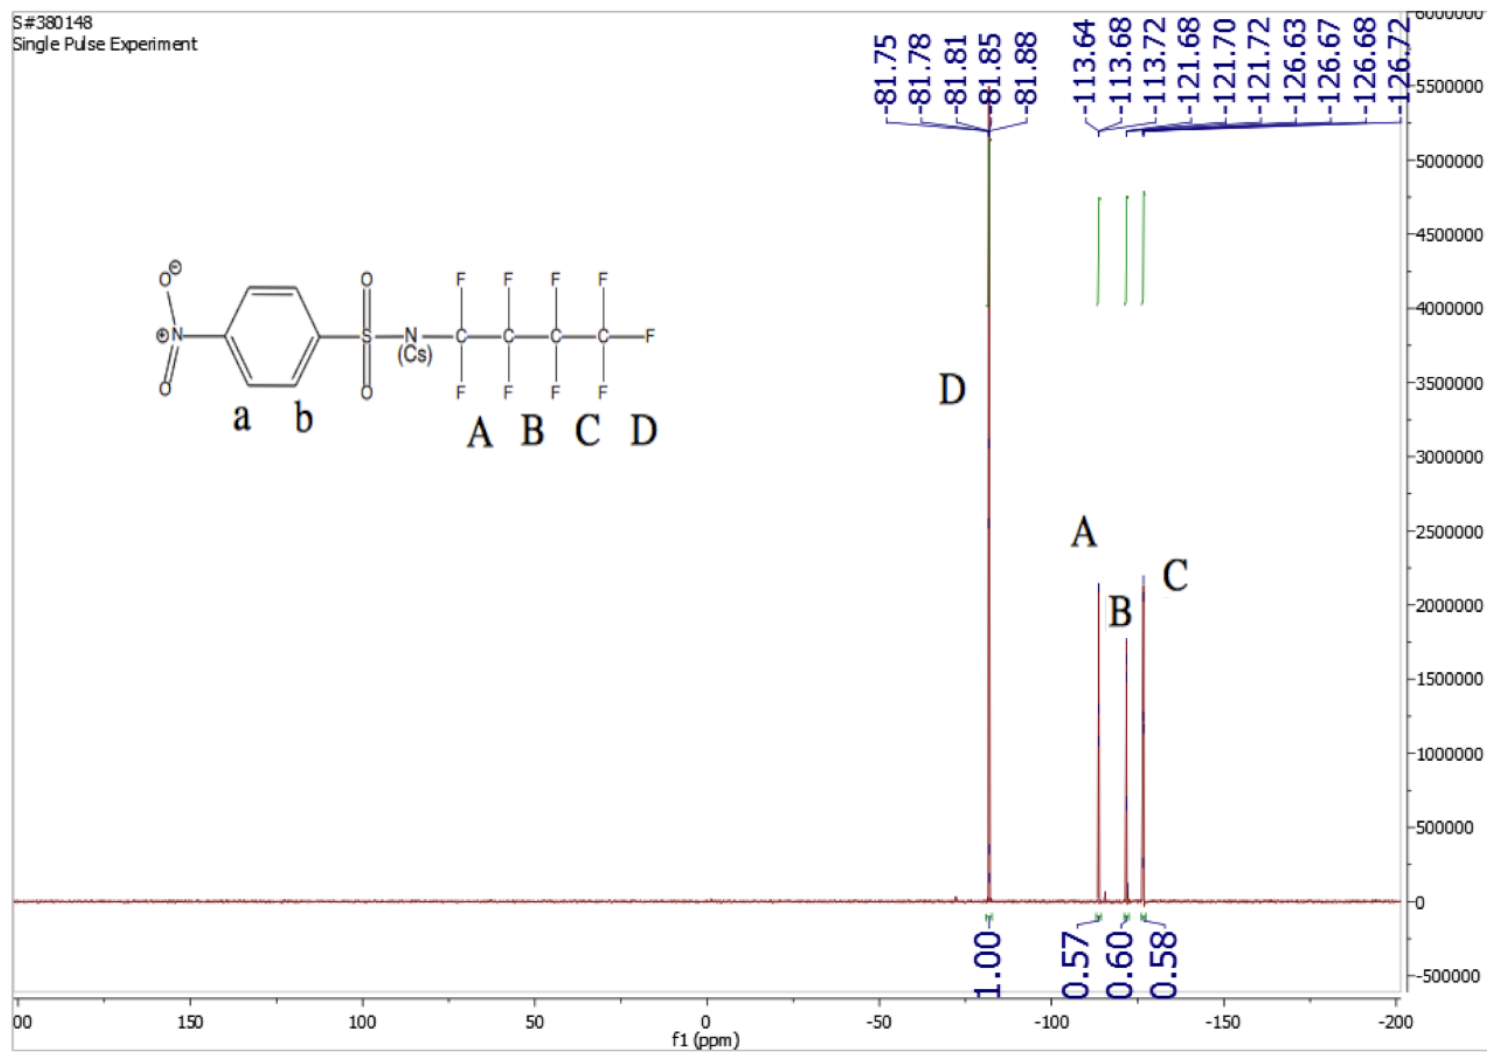 S#380148
Single Pulse Experiment
-81.75
-81.78
-81.81
-81.85
-81.88
-113.64
-113.68
-113.72
-121.68
-121.70
-121.72
-126.63
-126.67
-126.68
-126.72
6000000
5500000
5000000
4500000
4000000
3500000
3000000
2500000
2000000
1500000
1000000
500000
0
-500000
O ⊖
⊕ N
O
O
S
O
N
(Cs)
F F F F
C C C C F
F F F F
a b
A B C D
D
A
B
C
1.00
0.57
0.60
0.58
00 150 100 50 0 -50 -100 -150 -200
f1 (ppm)